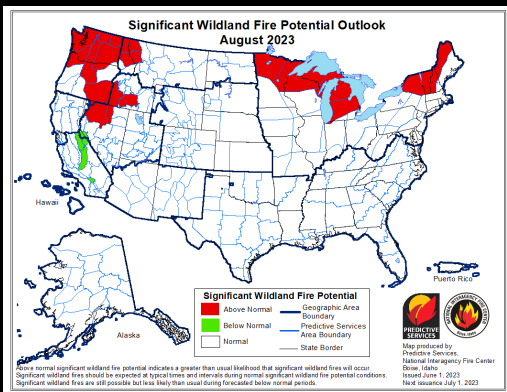 Significant Wildland Fire Potential Outlook
August 2023
Hawaii
Alaska
Puerto Rico
Significant Wildland Fire Potential
Above Normal
Below Normal
Normal
Geographic Area
Boundary
Predictive Services
Area Boundary
State Border
PREDICTIVE
SERVICES
NATIONAL INTERAGENCY FIRE CENTER
Map produced by
Predictive Services,
National Interagency Fire Center
Boise, Idaho
Issued June 1, 2023
Next issuance July 1, 2023
Above normal significant wildland fire potential indicates a greater than usual likelihood that significant wildland fires will occur.
Significant wildland fires should be expected at typical times and intervals during normal significant wildland fire potential conditions.
Significant wildland fires are still possible but less likely than usual during forecasted below normal periods.